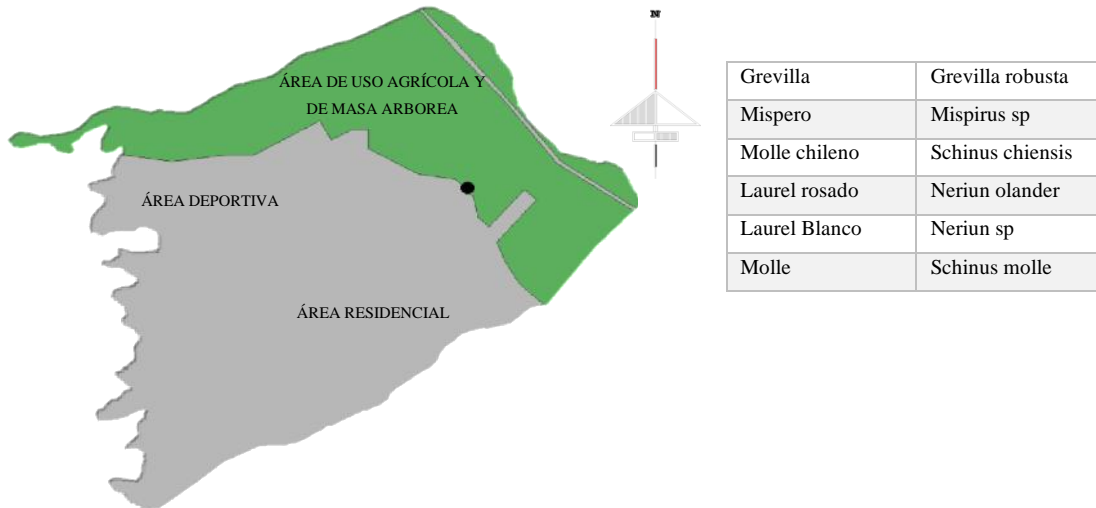 N
ÁREA DE USO AGRÍCOLA Y
DE MASA ARBOREA
ÁREA DEPORTIVA
ÁREA RESIDENCIAL
Grevilla Grevilla robusta
Mispero Mispirus sp
Molle chileno Schinus chiensis
Laurel rosado Neriun olander
Laurel Blanco Neriun sp
Molle Schinus molle